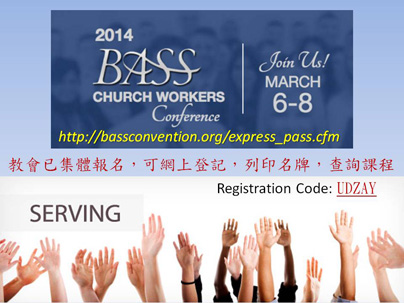 2014
BASS
CHURCH WORKERS
Conference
Join Us!
MARCH
6-8
http://bassconvention.org/express_pass.cfm
教會已集體報名，可網上登記，列印名牌，查詢課程
Registration Code: UDZAY
SERVING